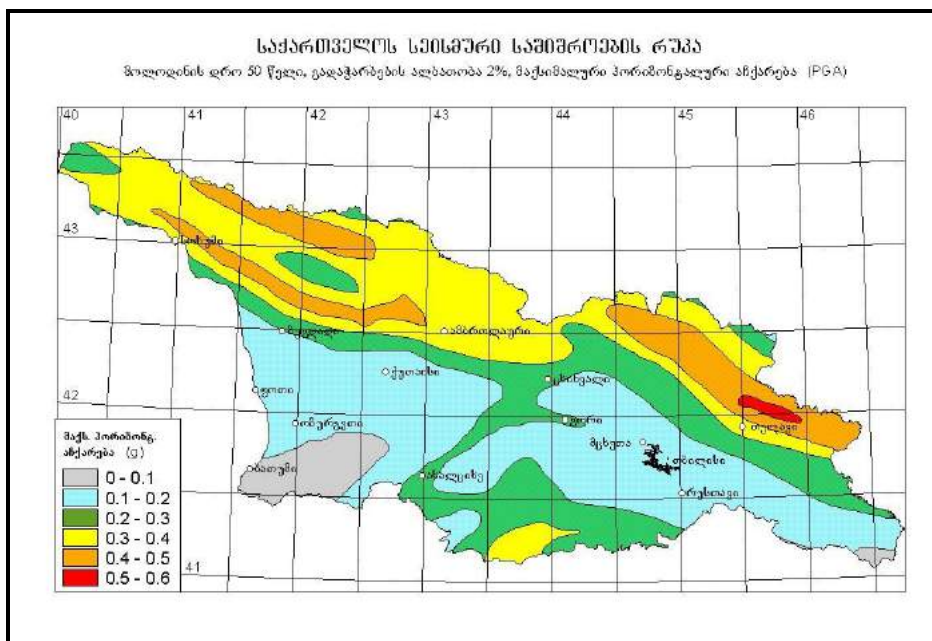 საქართველოს სეისმური საშიშროების რუკა
მოლოდინის დრო 50 წელი, გადაჭარბების ალბათობა 2%, მაქსიმალური ჰორიზონტალური აჩქარება (PGA)
40 41 42 43 44 45 46
43
სოხუმი
ზუგდიდი
ამბროლაური
ქუთაისი
ცხინვალი
ფოთი
42
ოზურგეთი
გორი
თელავი
მცხეთა
თბილისი
ბათუმი
ახალციხე
რუსთავი
41
მაქს. ჰორიზონტ.
აჩქარება (g)
0 - 0.1
0.1 - 0.2
0.2 - 0.3
0.3 - 0.4
0.4 - 0.5
0.5 - 0.6